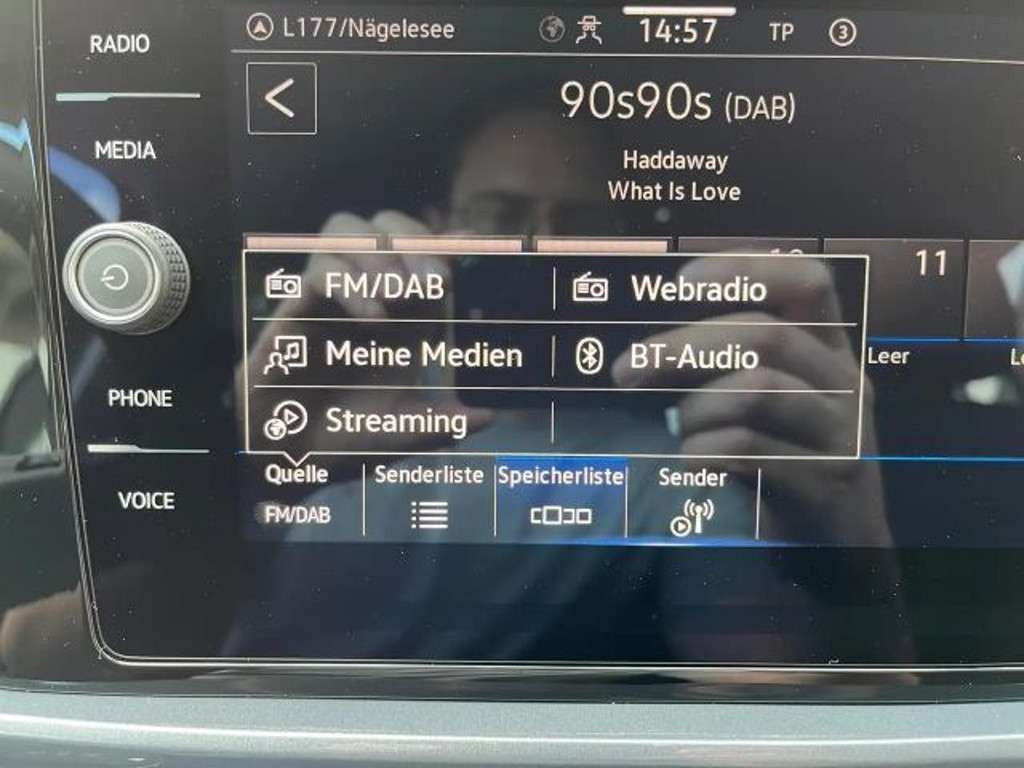 RADIO
MEDIA
PHONE
VOICE
L177/Nägelesee
14:57 TP 3
90s90s (DAB)
Haddaway
What Is Love
11
FM/DAB Webradio
Meine Medien BT-Audio
Leer
Streaming
Quelle Senderliste Speicherliste Sender
FM/DAB